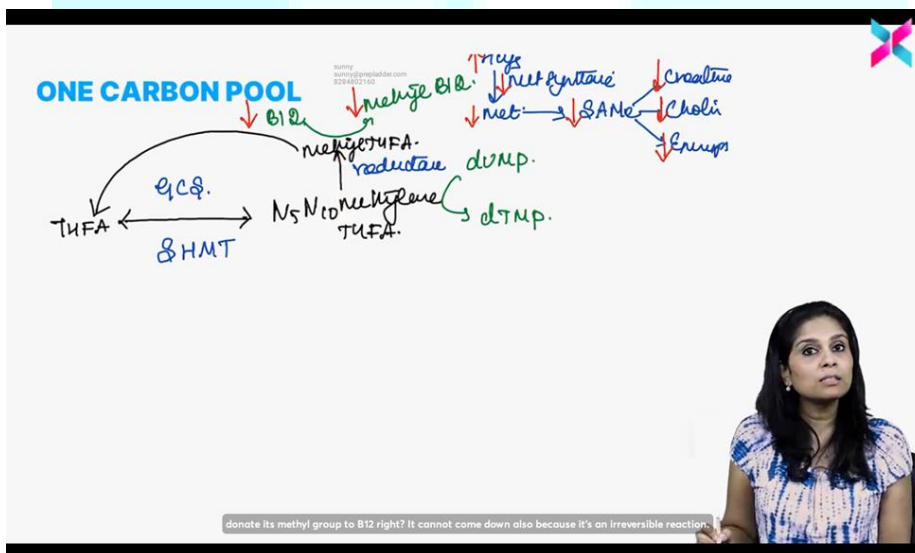 sunny
sunny@prepladder.com
8284802160
ONE CARBON POOL
↓ B12
↓ Methyl B12.
↑ Hcys
↓ Met synthase
↓ Met → ↓ SAMe
↓ Creatine
↓ Cholin
↓
methyl THFA.
reductase
dUMP.
GCS.
THFA
N5N10 methylene
THFA.
dTMP.
SHMT
donate its methyl group to B12 right? It cannot come down also because it's an irreversible reaction.